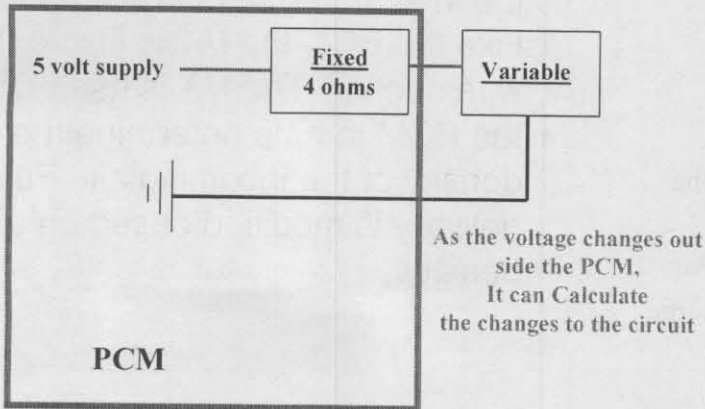 5 volt supply
Fixed
4 ohms
Variable
As the voltage changes out
side the PCM,
It can Calculate
the changes to the circuit
PCM